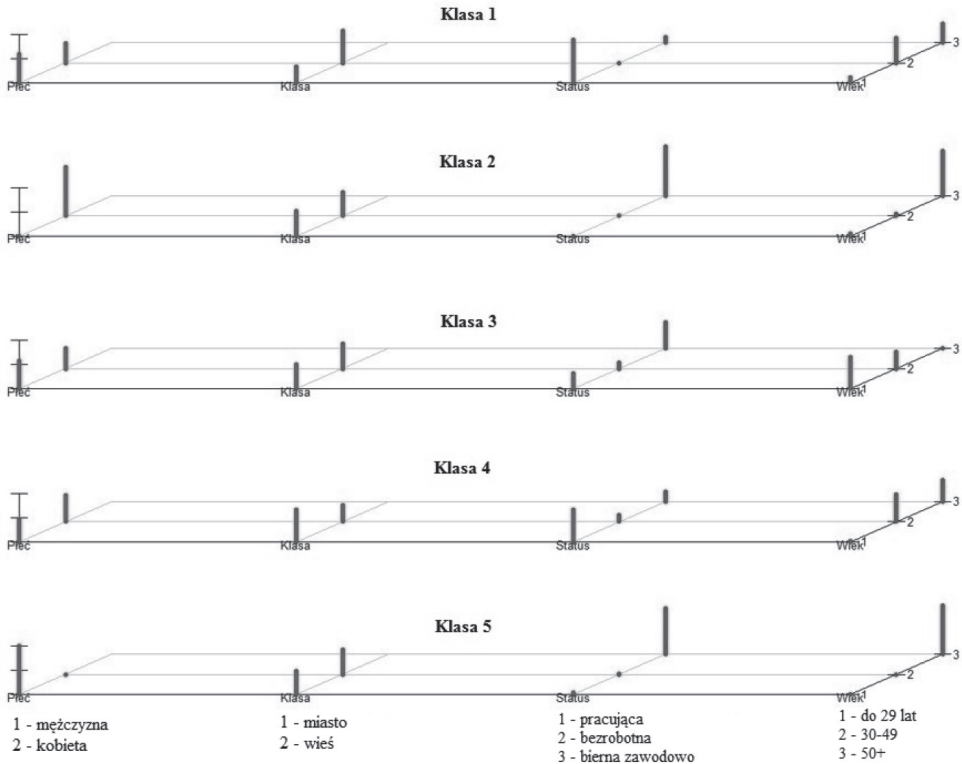 Klasa 1
3
2
1
Płeć Klasa Status Wiek
Klasa 2
3
2
1
Płeć Klasa Status Wiek
Klasa 3
3
2
1
Płeć Klasa Status Wiek
Klasa 4
3
2
1
Płeć Klasa Status Wiek
Klasa 5
3
2
1
Płeć Klasa Status Wiek
1 - mężczyzna
2 - kobieta
1 - miasto
2 - wieś
1 - pracująca
2 - bezrobotna
3 - bierna zawodowo
1 - do 29 lat
2 - 30-49
3 - 50+